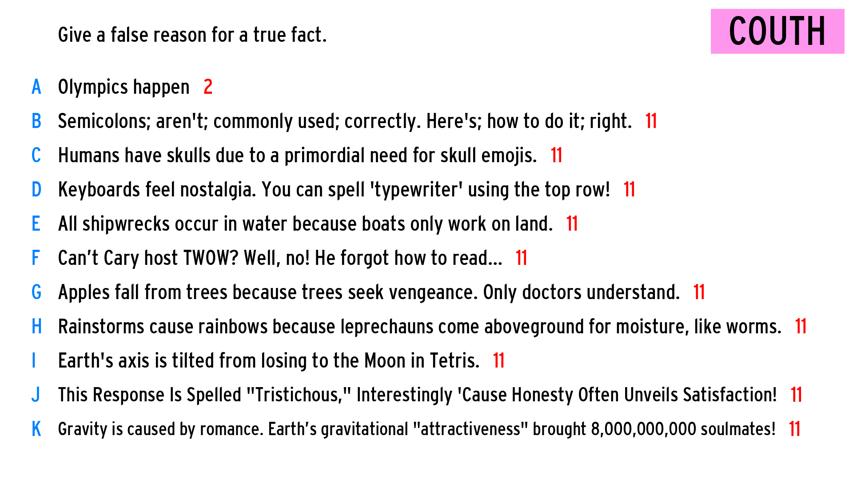 Give a false reason for a true fact.
COUTH
A Olympics happen 2
B Semicolons; aren't; commonly used; correctly. Here's; how to do it; right. 11
C Humans have skulls due to a primordial need for skull emojis. 11
D Keyboards feel nostalgia. You can spell 'typewriter' using the top row! 11
E All shipwrecks occur in water because boats only work on land. 11
F Can’t Cary host TWOW? Well, no! He forgot how to read... 11
G Apples fall from trees because trees seek vengeance. Only doctors understand. 11
H Rainstorms cause rainbows because leprechauns come aboveground for moisture, like worms. 11
I Earth's axis is tilted from losing to the Moon in Tetris. 11
J This Response Is Spelled "Tristichous," Interestingly 'Cause Honesty Often Unveils Satisfaction! 11
K Gravity is caused by romance. Earth’s gravitational "attractiveness" brought 8,000,000,000 soulmates! 11